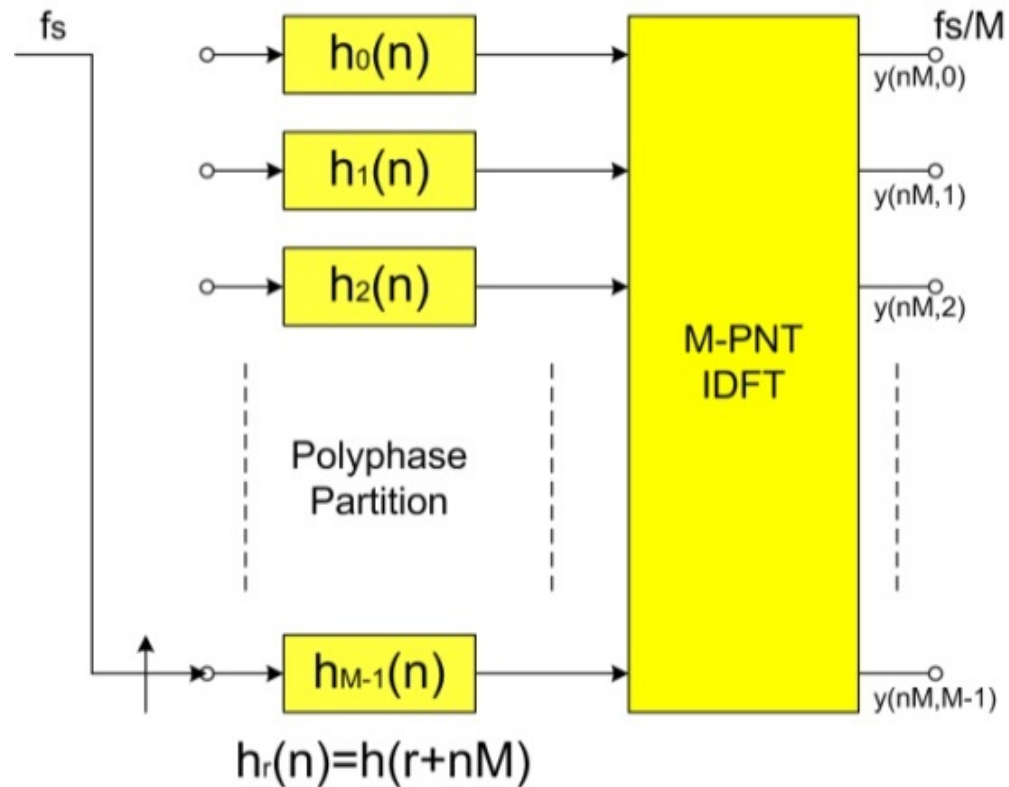 fs
fs/M
h0(n)
y(nM,0)
h1(n)
y(nM,1)
h2(n)
y(nM,2)
M-PNT
IDFT
Polyphase
Partition
hM-1(n)
y(nM,M-1)
hr(n)=h(r+nM)